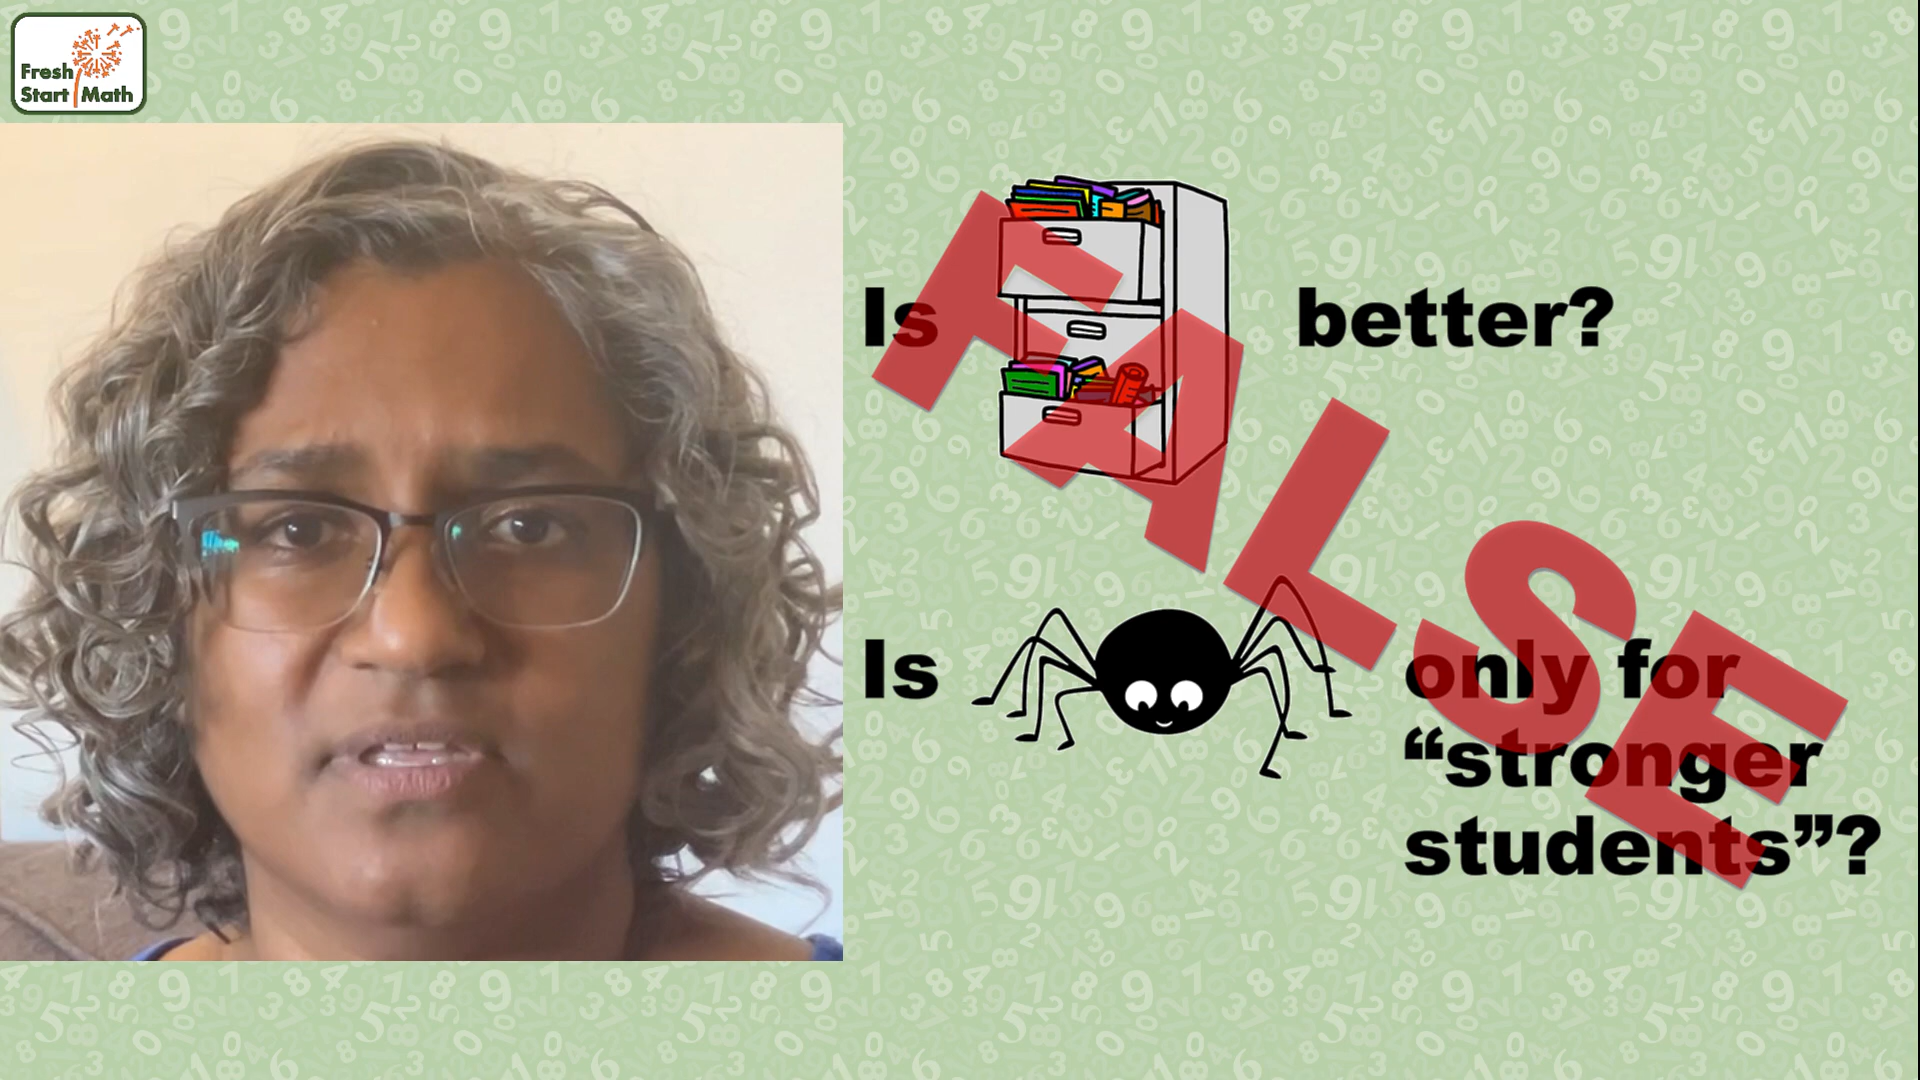 Fresh
Start Math
Is better?
Is only for
“stronger
students”?
FALSE